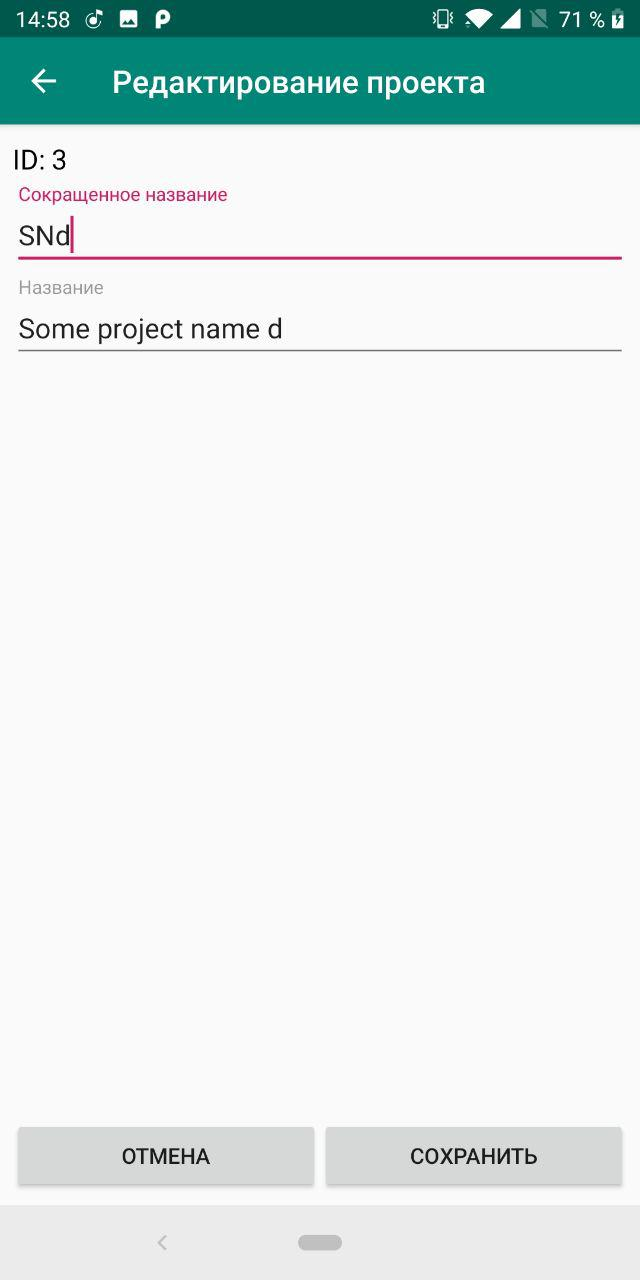 14:58 71 %
Редактирование проекта
ID: 3
Сокращенное название
SNd
Название
Some project name d
ОТМЕНА СОХРАНИТЬ